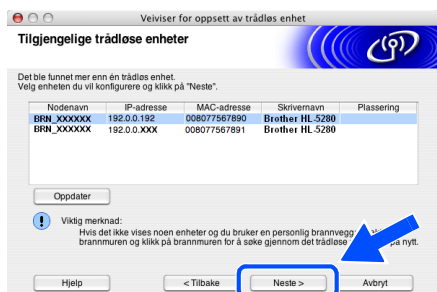 Veiviser for oppsett av trådløs enhet
Tilgjengelige trådløse enheter
Det ble funnet mer enn én trådløs enhet.
Velg enheten du vil konfigurere og klikk på "Neste".
Nodenavn IP-adresse MAC-adresse Skrivernavn Plassering
BRN_XXXXXX 192.0.0.192 008077567890 Brother HL-5280
BRN_XXXXXX 192.0.0.XXX 008077567891 Brother HL-5280
Oppdater
Viktig merknad:
Hvis det ikke vises noen enheter og du bruker en personlig brannvegg
brannmuren og klikk på brannmuren for å søke gjennom det trådløse på nytt.
Hjelp < Tilbake Neste > Avbryt